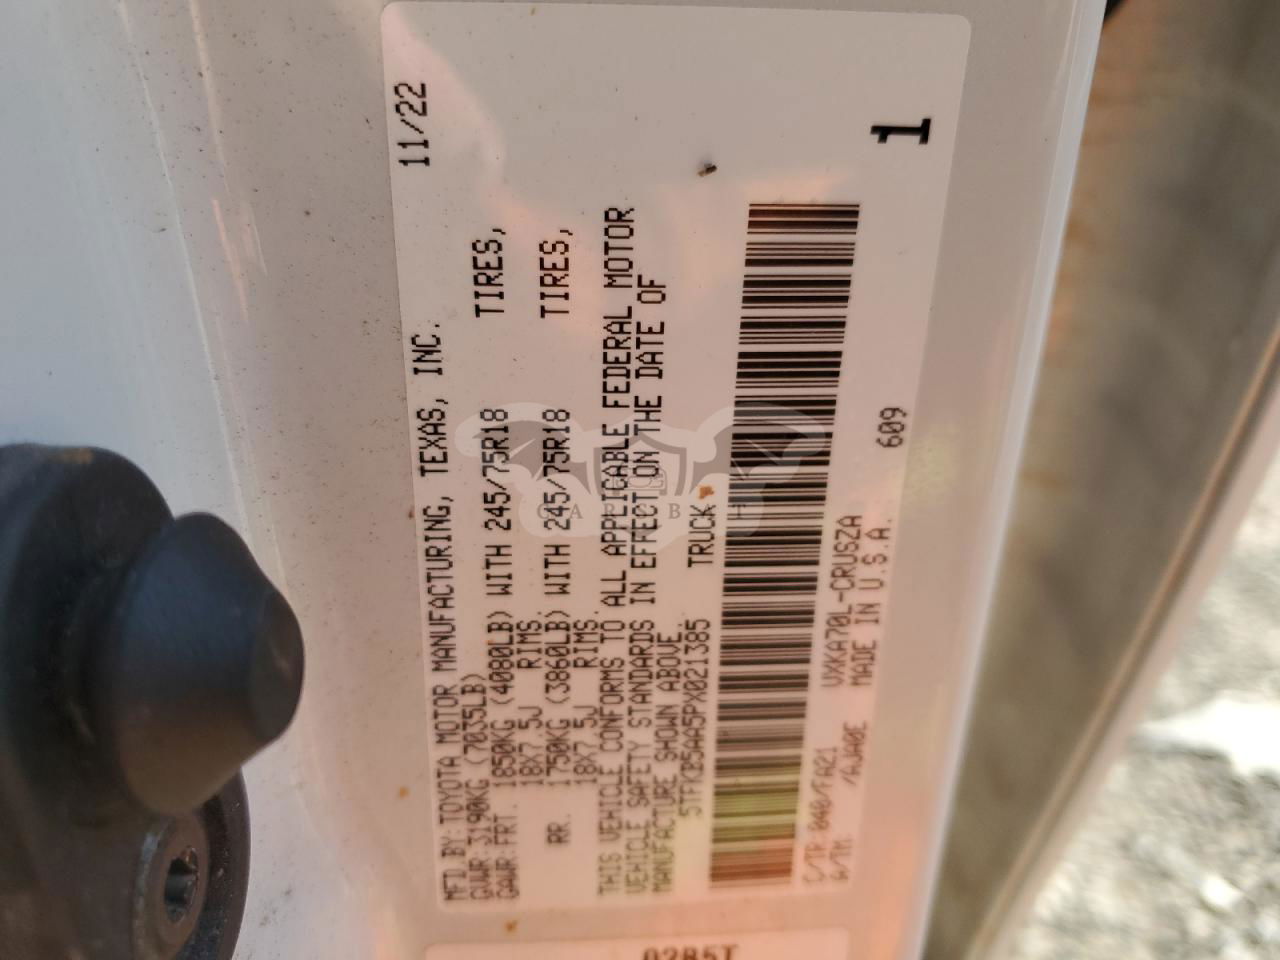 MFD.BY:TOYOTA MOTOR MANUFACTURING, TEXAS, INC. 11/22
GVWR:3190KG (7035LB)
GAWR:FRT. 1850KG (4080LB) WITH 245/75R18 TIRES,
18X7.5J RIMS.
RR. 1750KG (3860LB) WITH 245/75R18 TIRES,
18X7.5J RIMS.
THIS VEHICLE CONFORMS TO ALL APPLICABLE FEDERAL MOTOR
VEHICLE SAFETY STANDARDS IN EFFECT ON THE DATE OF
MANUFACTURE SHOWN ABOVE.
5TFKB5AA5PX021385 TRUCK
C/TR:040/FA21 VXKA70L-CRUSZA 609
A/TM: /AJA0E MADE IN U.S.A. 1
0285T
CARCBAT